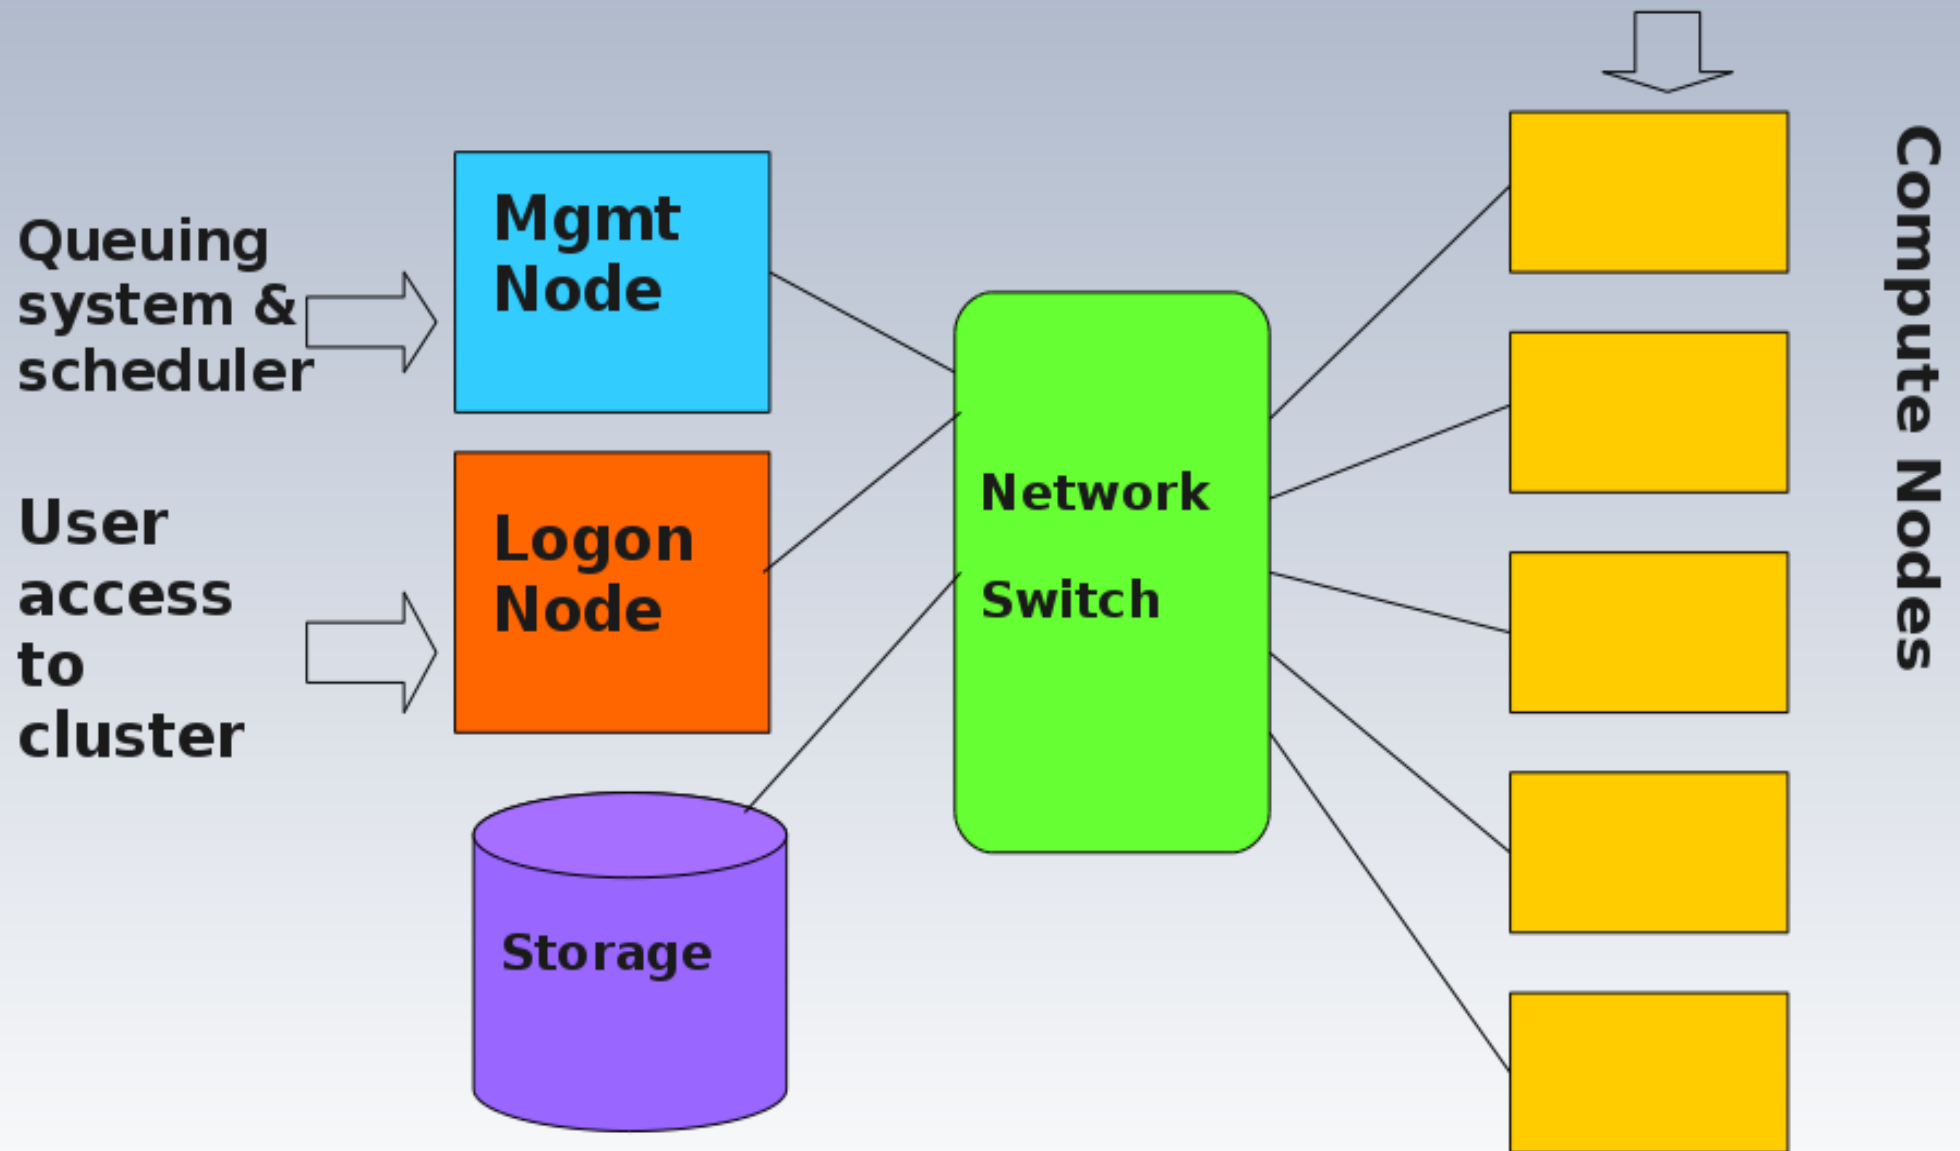 Queuing
system &
scheduler
Mgmt
Node
User
access
to
cluster
Logon
Node
Storage
Network
Switch
Compute Nodes